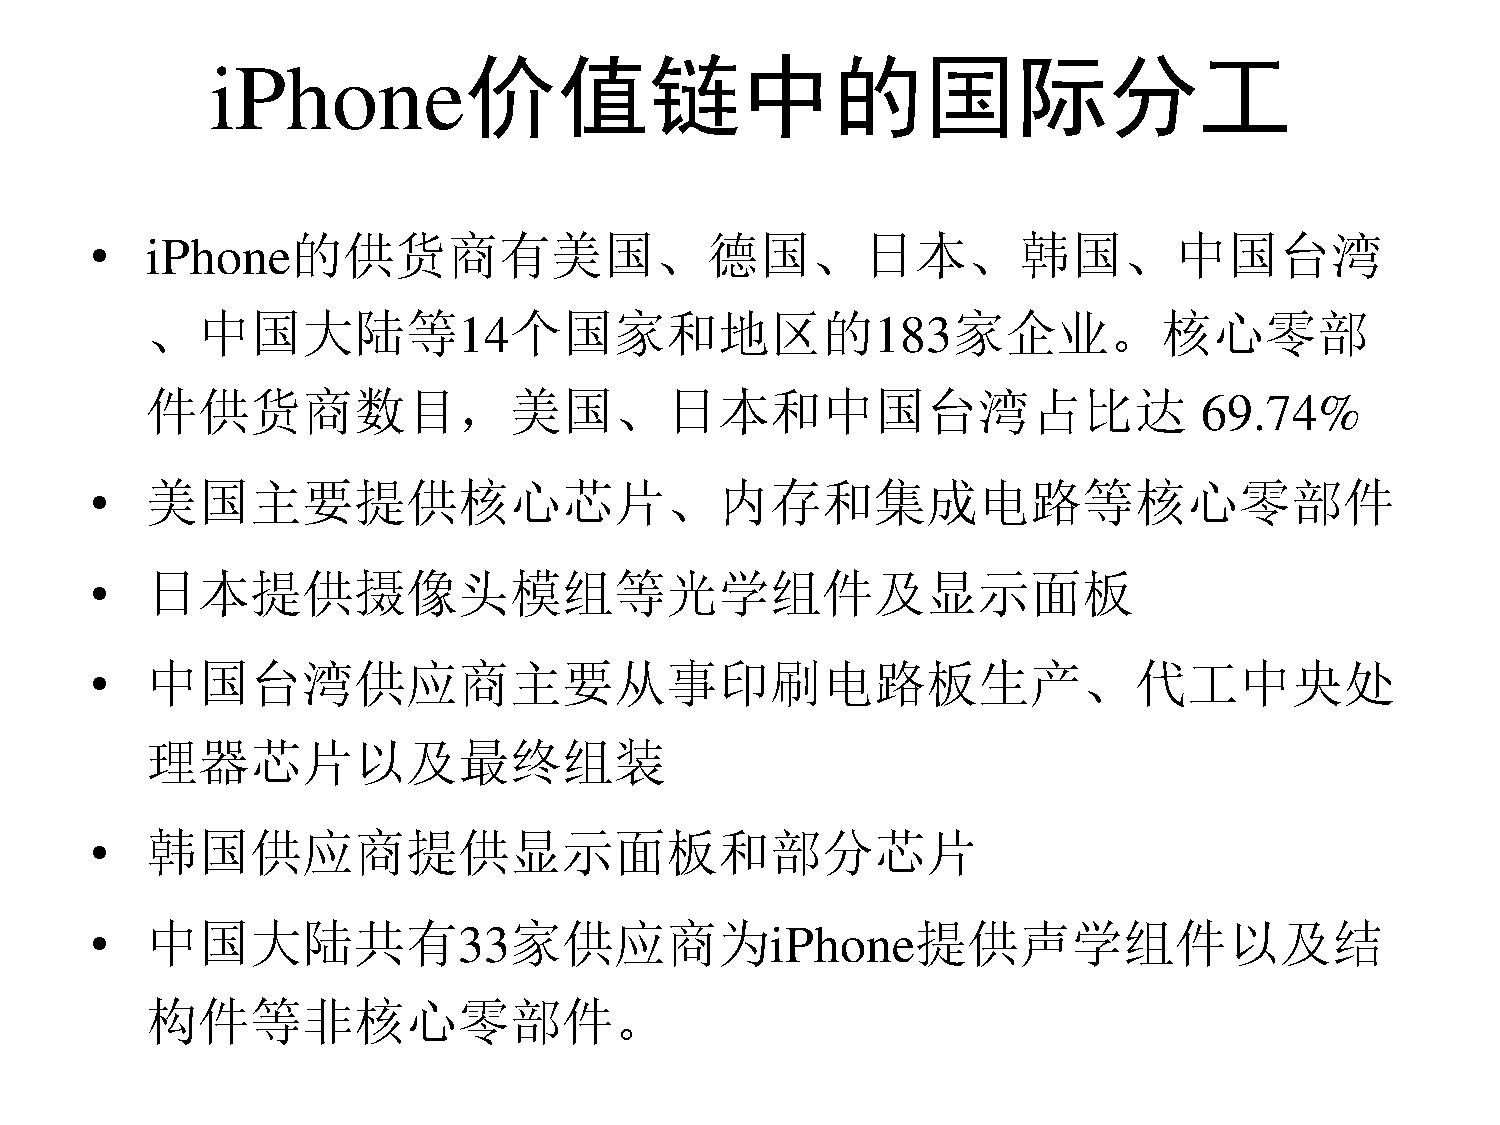 iPhone价值链中的国际分工
• iPhone的供货商有美国、德国、日本、韩国、中国台湾
、中国大陆等14个国家和地区的183家企业。核心零部
件供货商数目，美国、日本和中国台湾占比达 69.74%
• 美国主要提供核心芯片、内存和集成电路等核心零部件
• 日本提供摄像头模组等光学组件及显示面板
• 中国台湾供应商主要从事印刷电路板生产、代工中央处
理器芯片以及最终组装
• 韩国供应商提供显示面板和部分芯片
• 中国大陆共有33家供应商为iPhone提供声学组件以及结
构件等非核心零部件。